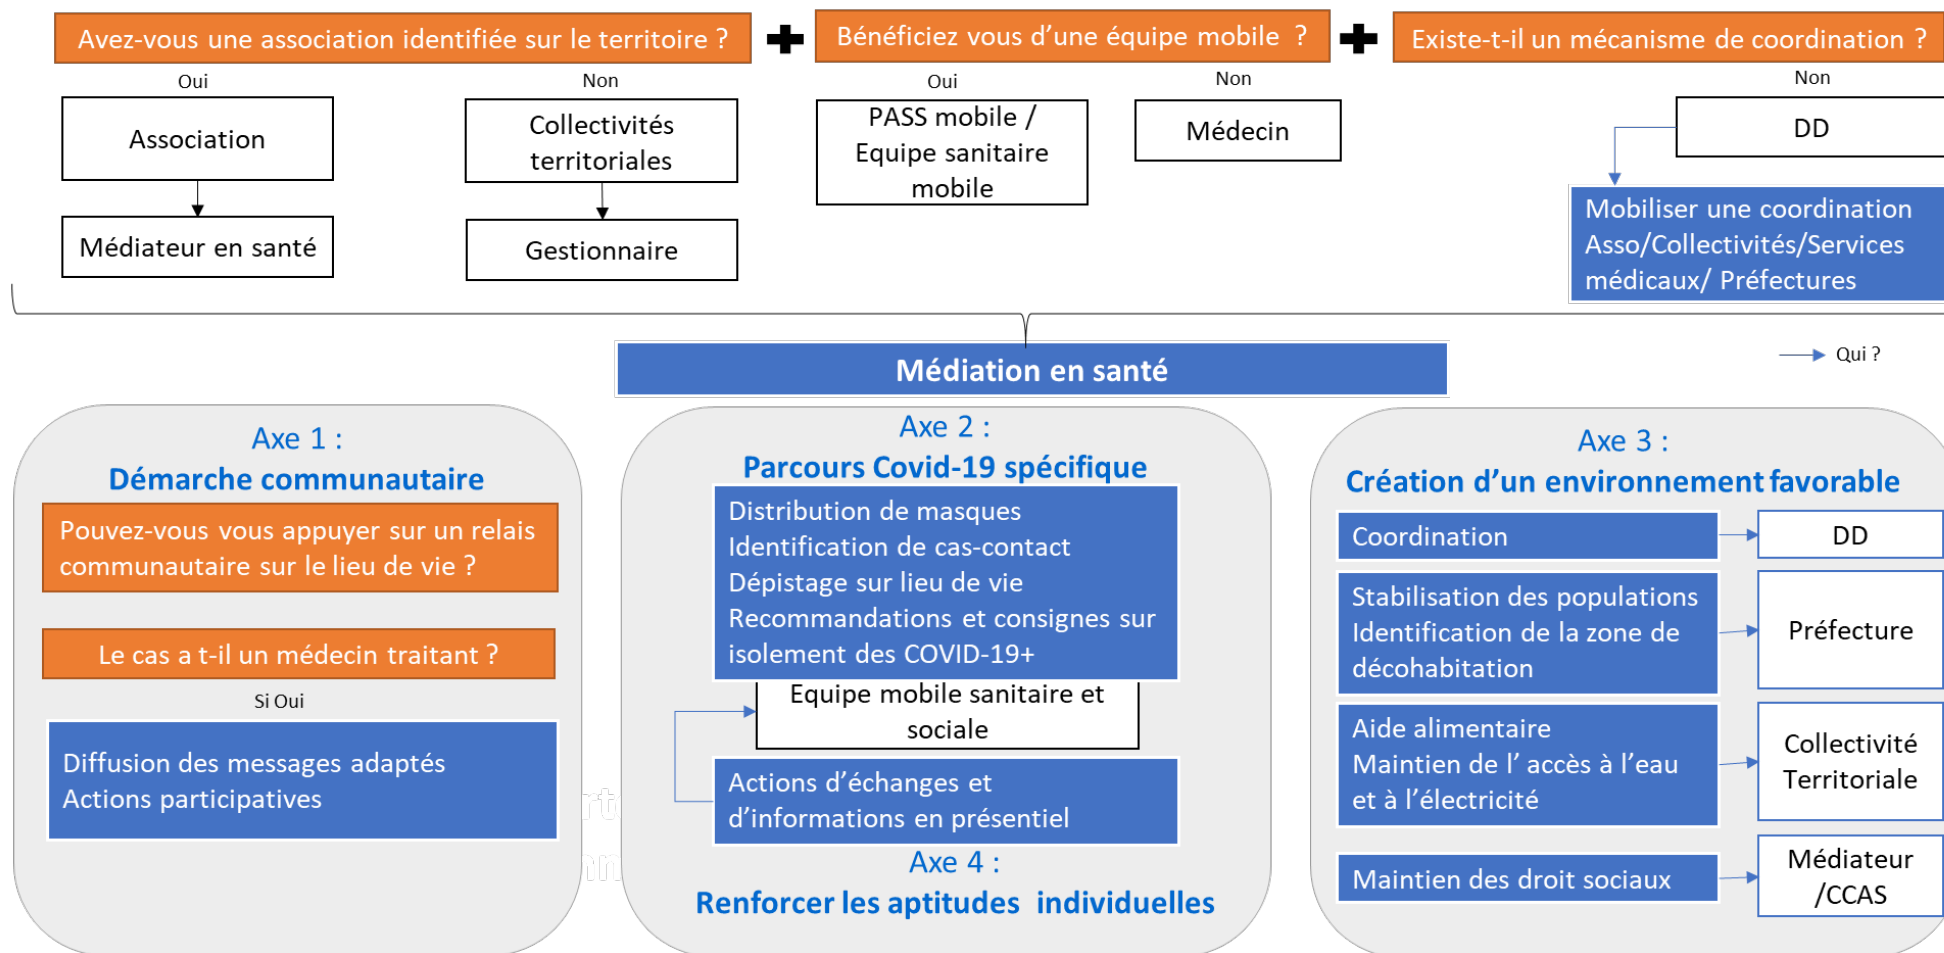 Avez-vous une association identifiée sur le territoire ?
Bénéficiez vous d’une équipe mobile ?
Existe-t-il un mécanisme de coordination ?
Oui
Non
Oui
Non
Non
Association
Collectivités
territoriales
PASS mobile /
Equipe sanitaire
mobile
Médecin
DD
Médiateur en santé
Gestionnaire
Mobiliser une coordination
Asso/Collectivités/Services
médicaux/ Préfectures
Médiation en santé
Qui ?
Axe 1 :
Démarche communautaire
Pouvez-vous vous appuyer sur un relais
communautaire sur le lieu de vie ?
Le cas a t-il un médecin traitant ?
Si Oui
Diffusion des messages adaptés
Actions participatives
Axe 2 :
Parcours Covid-19 spécifique
Distribution de masques
Identification de cas-contact
Dépistage sur lieu de vie
Recommandations et consignes sur
isolement des COVID-19+
Equipe mobile sanitaire et
sociale
Actions d’échanges et
d’informations en présentiel
Axe 4 :
Renforcer les aptitudes individuelles
Axe 3 :
Création d’un environnement favorable
Coordination
DD
Stabilisation des populations
Identification de la zone de
décohabitation
Préfecture
Aide alimentaire
Maintien de l’ accès à l’eau
et à l’électricité
Collectivité
Territoriale
Maintien des droit sociaux
Médiateur
/CCAS